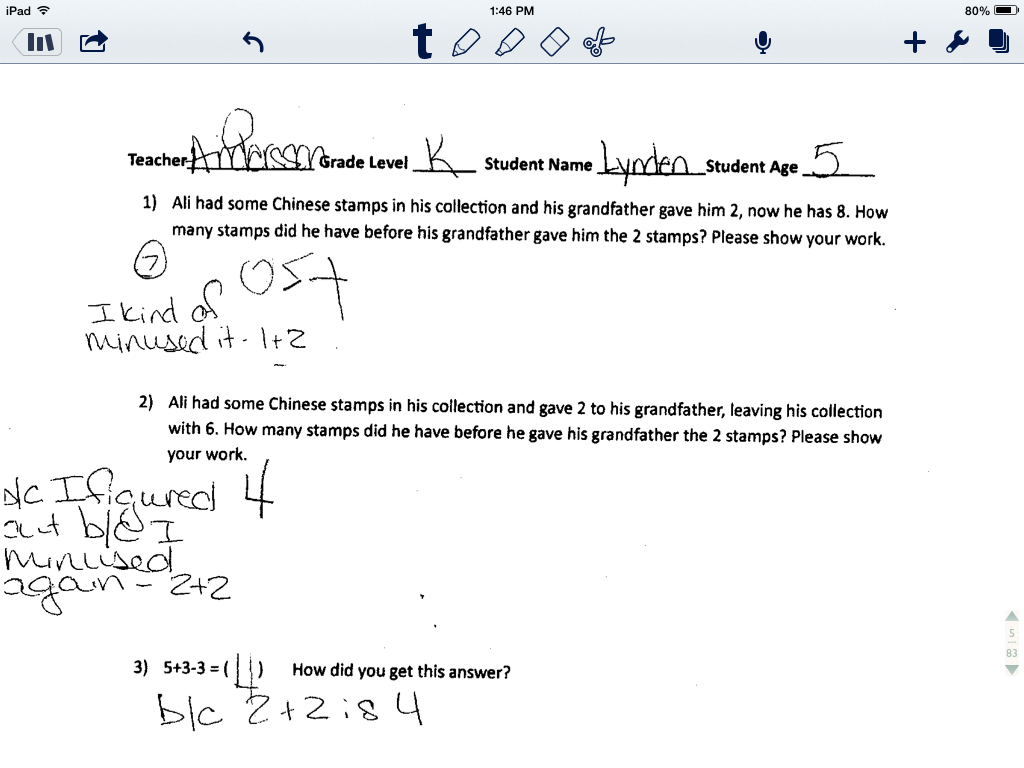 iPad
1:46 PM
80%
t
Teacher Anderson Grade Level K Student Name Lynden Student Age 5
1) Ali had some Chinese stamps in his collection and his grandfather gave him 2, now he has 8. How
many stamps did he have before his grandfather gave him the 2 stamps? Please show your work.
7
I kind of
minused it - 1+2
2) Ali had some Chinese stamps in his collection and gave 2 to his grandfather, leaving his collection
with 6. How many stamps did he have before he gave his grandfather the 2 stamps? Please show
your work.
b/c I figured 4
out b/c I
minused
again - 2+2
5
83
3) 5+3-3 = (4) How did you get this answer?
b/c 2+2 is 4